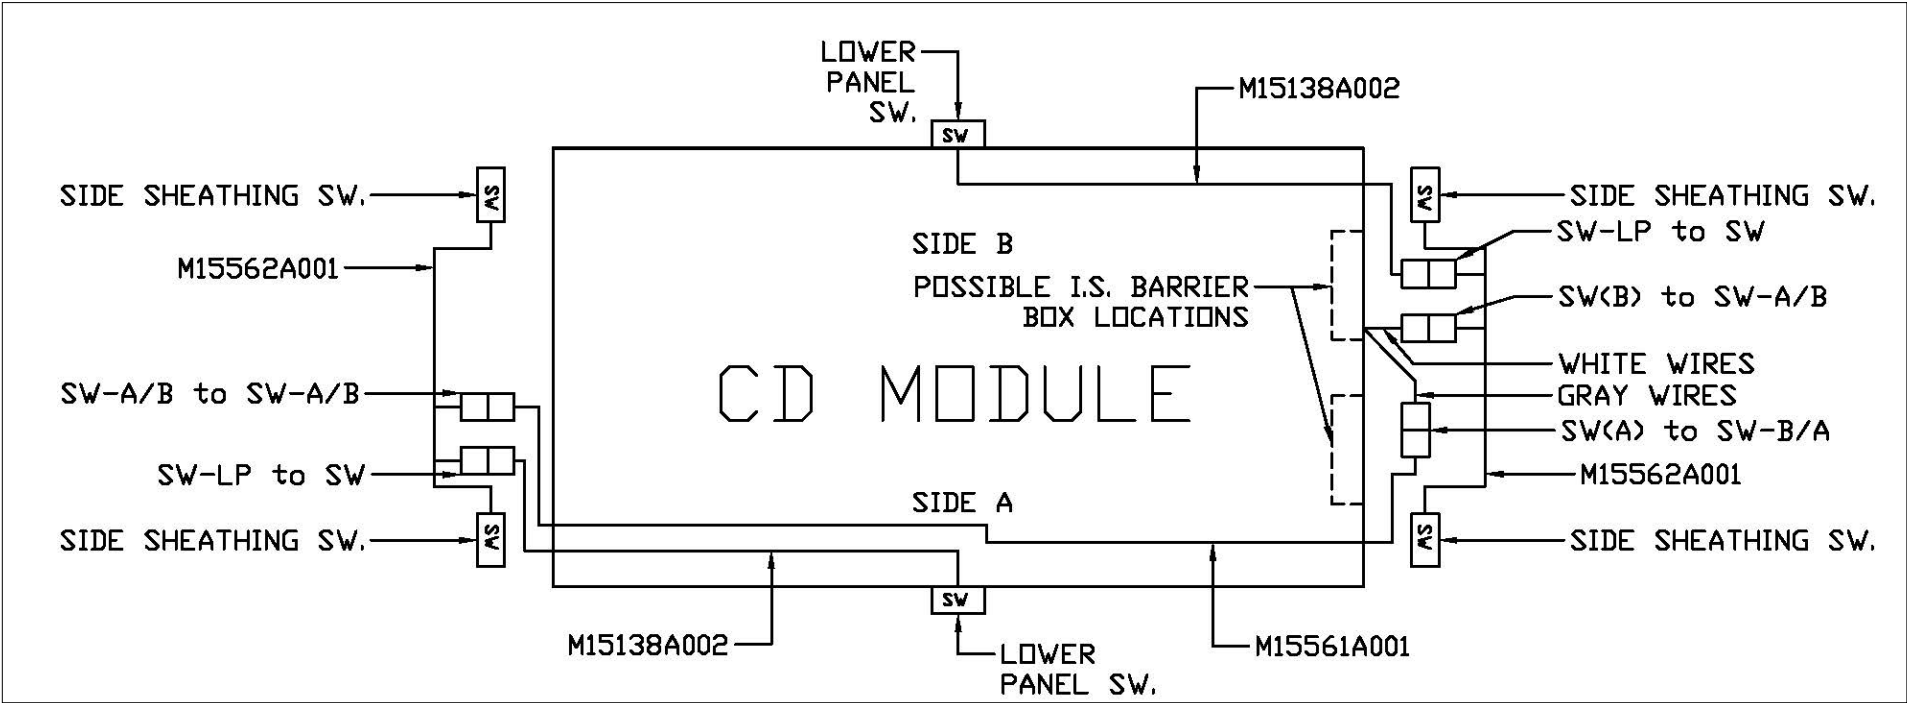 LOWER
PANEL
SW.
M15138A002
SW
SIDE SHEATHING SW.
SW
SW
SIDE SHEATHING SW.
SW-LP to SW
SIDE B
M15562A001
POSSIBLE I.S. BARRIER
BOX LOCATIONS
SW(B) to SW-A/B
WHITE WIRES
SW-A/B to SW-A/B
CD MODULE
GRAY WIRES
SW(A) to SW-B/A
SW-LP to SW
M15562A001
SIDE A
SIDE SHEATHING SW.
SW
SW
SIDE SHEATHING SW.
SW
M15138A002
M15561A001
LOWER
PANEL SW.